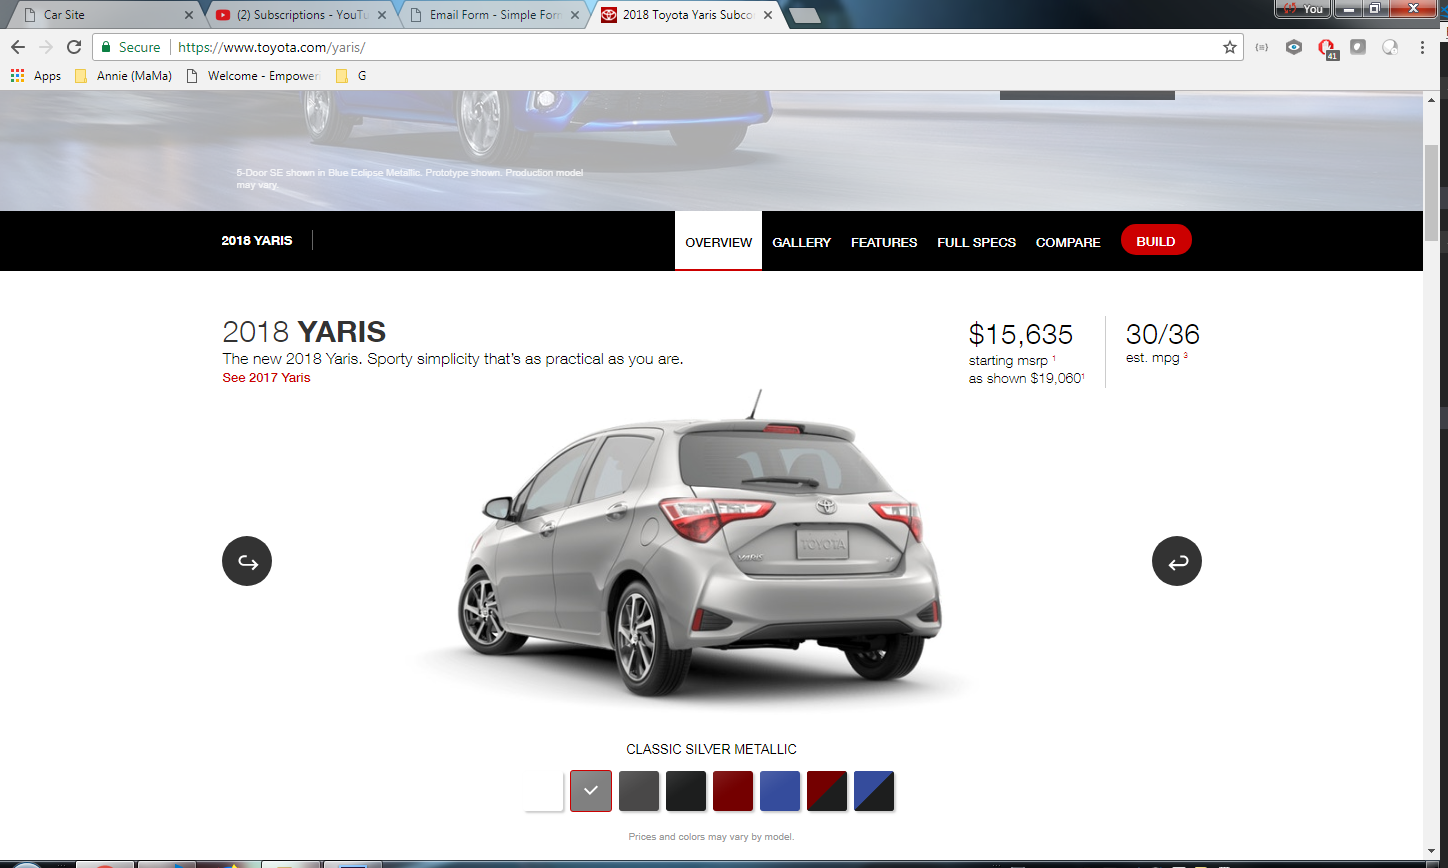 Car Site
(2) Subscriptions - YouTu
Email Form - Simple Form
2018 Toyota Yaris Subco
You
Secure
https://www.toyota.com/yaris/
41
Apps
Annie (MaMa)
Welcome - Empower
G
5-Door SE shown in Blue Eclipse Metallic. Prototype shown. Production model
may vary.
2018 YARIS
OVERVIEW
GALLERY
FEATURES
FULL SPECS
COMPARE
BUILD
2018 YARIS
The new 2018 Yaris. Sporty simplicity that's as practical as you are.
See 2017 Yaris
$15,635
starting msrp 1
as shown $19,0601
30/36
est. mpg 3
YARIS
TOYOTA
CLASSIC SILVER METALLIC
Prices and colors may vary by model.